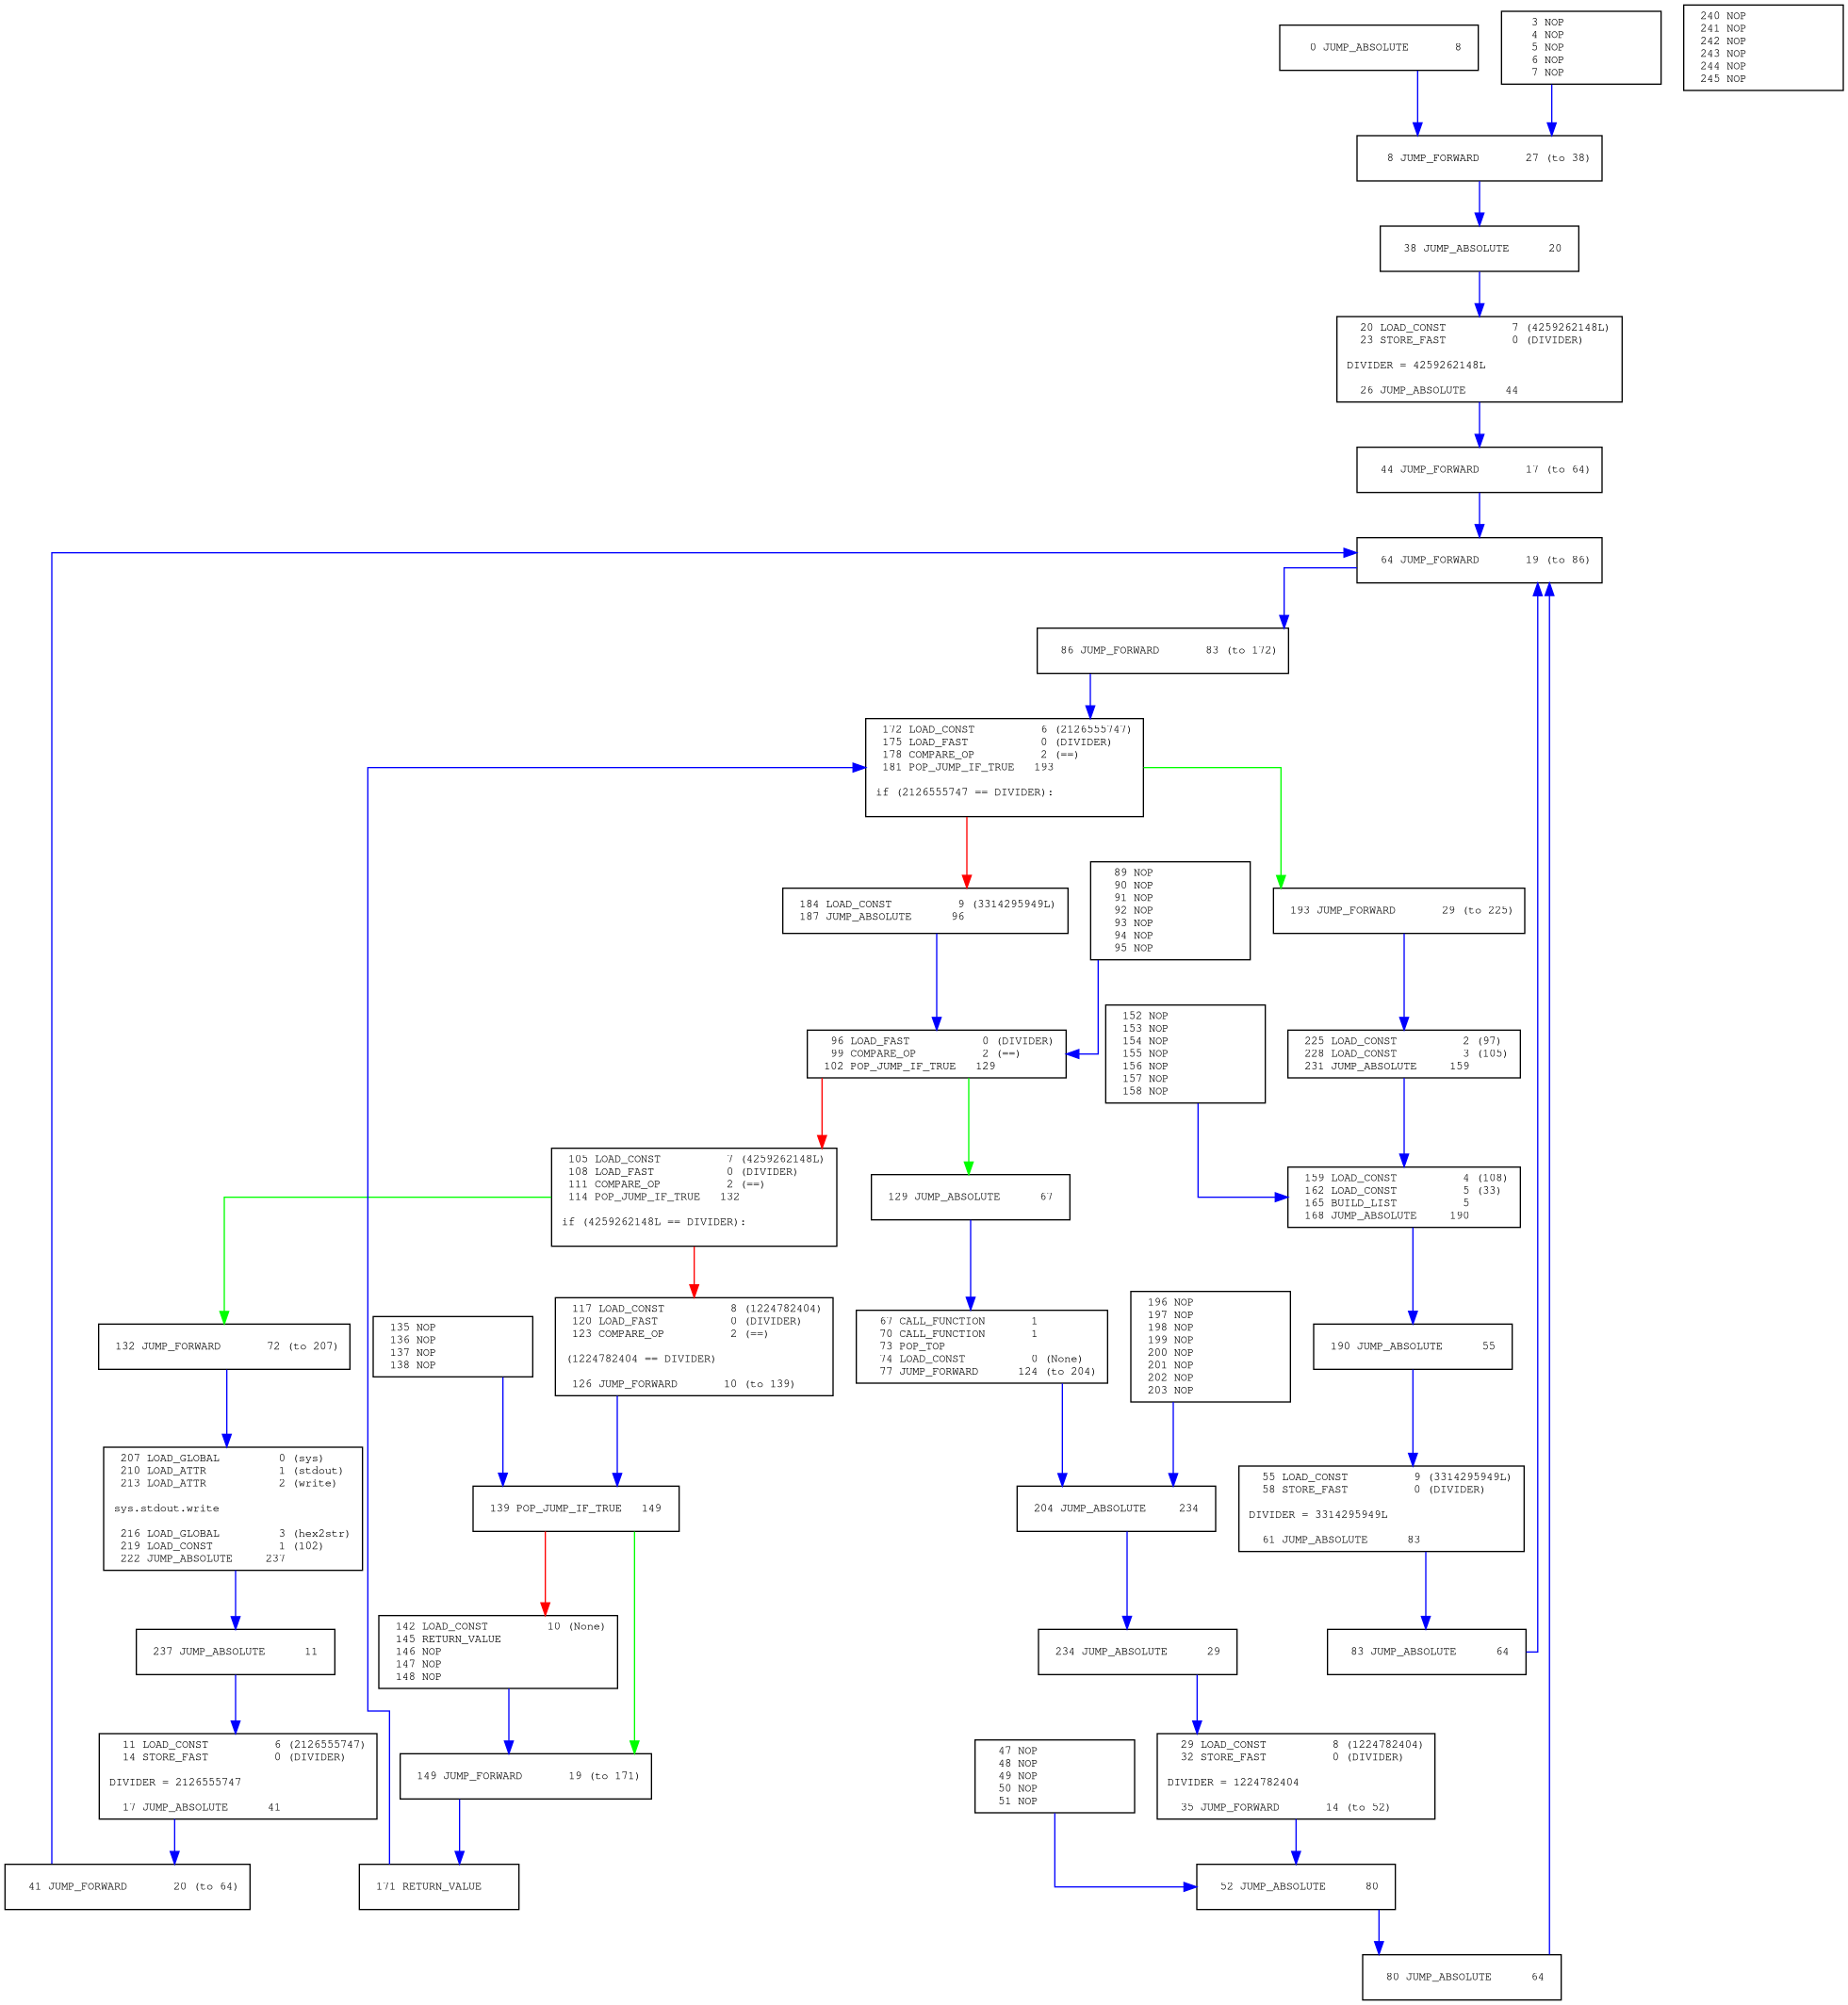 0 JUMP_ABSOLUTE 8
3 NOP
4 NOP
5 NOP
6 NOP
7 NOP
240 NOP
241 NOP
242 NOP
243 NOP
244 NOP
245 NOP
8 JUMP_FORWARD 27 (to 38)
38 JUMP_ABSOLUTE 20
20 LOAD_CONST 7 (4259262148L)
23 STORE_FAST 0 (DIVIDER)
DIVIDER = 4259262148L
26 JUMP_ABSOLUTE 44
44 JUMP_FORWARD 17 (to 64)
64 JUMP_FORWARD 19 (to 86)
86 JUMP_FORWARD 83 (to 172)
172 LOAD_CONST 6 (2126555747)
175 LOAD_FAST 0 (DIVIDER)
178 COMPARE_OP 2 (==)
181 POP_JUMP_IF_TRUE 193
if (2126555747 == DIVIDER):
184 LOAD_CONST 9 (3314295949L)
187 JUMP_ABSOLUTE 96
89 NOP
90 NOP
91 NOP
92 NOP
93 NOP
94 NOP
95 NOP
193 JUMP_FORWARD 29 (to 225)
96 LOAD_FAST 0 (DIVIDER)
99 COMPARE_OP 2 (==)
102 POP_JUMP_IF_TRUE 129
152 NOP
153 NOP
154 NOP
155 NOP
156 NOP
157 NOP
158 NOP
225 LOAD_CONST 2 (97)
228 LOAD_CONST 3 (105)
231 JUMP_ABSOLUTE 159
105 LOAD_CONST 7 (4259262148L)
108 LOAD_FAST 0 (DIVIDER)
111 COMPARE_OP 2 (==)
114 POP_JUMP_IF_TRUE 132
if (4259262148L == DIVIDER):
129 JUMP_ABSOLUTE 67
159 LOAD_CONST 4 (108)
162 LOAD_CONST 5 (33)
165 BUILD_LIST 5
168 JUMP_ABSOLUTE 190
132 JUMP_FORWARD 72 (to 207)
135 NOP
136 NOP
137 NOP
138 NOP
117 LOAD_CONST 8 (1224782404)
120 LOAD_FAST 0 (DIVIDER)
123 COMPARE_OP 2 (==)
(1224782404 == DIVIDER)
126 JUMP_FORWARD 10 (to 139)
67 CALL_FUNCTION 1
70 CALL_FUNCTION 1
73 POP_TOP
74 LOAD_CONST 0 (None)
77 JUMP_FORWARD 124 (to 204)
196 NOP
197 NOP
198 NOP
199 NOP
200 NOP
201 NOP
202 NOP
203 NOP
190 JUMP_ABSOLUTE 55
207 LOAD_GLOBAL 0 (sys)
210 LOAD_ATTR 1 (stdout)
213 LOAD_ATTR 2 (write)
sys.stdout.write
216 LOAD_GLOBAL 3 (hex2str)
219 LOAD_CONST 1 (102)
222 JUMP_ABSOLUTE 237
139 POP_JUMP_IF_TRUE 149
204 JUMP_ABSOLUTE 234
55 LOAD_CONST 9 (3314295949L)
58 STORE_FAST 0 (DIVIDER)
DIVIDER = 3314295949L
61 JUMP_ABSOLUTE 83
237 JUMP_ABSOLUTE 11
142 LOAD_CONST 10 (None)
145 RETURN_VALUE
146 NOP
147 NOP
148 NOP
234 JUMP_ABSOLUTE 29
83 JUMP_ABSOLUTE 64
11 LOAD_CONST 6 (2126555747)
14 STORE_FAST 0 (DIVIDER)
DIVIDER = 2126555747
17 JUMP_ABSOLUTE 41
149 JUMP_FORWARD 19 (to 171)
47 NOP
48 NOP
49 NOP
50 NOP
51 NOP
29 LOAD_CONST 8 (1224782404)
32 STORE_FAST 0 (DIVIDER)
DIVIDER = 1224782404
35 JUMP_FORWARD 14 (to 52)
41 JUMP_FORWARD 20 (to 64)
171 RETURN_VALUE
52 JUMP_ABSOLUTE 80
80 JUMP_ABSOLUTE 64